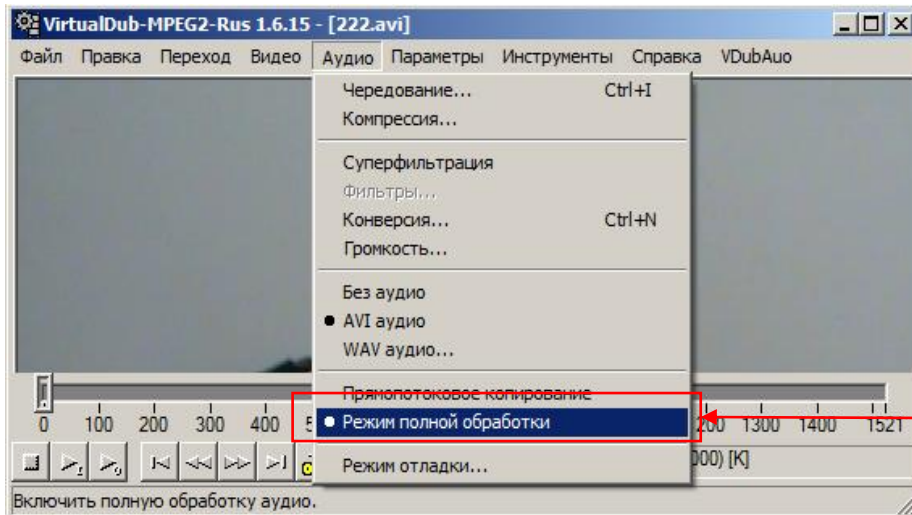 VirtualDub-MPEG2-Rus 1.6.15 - [222.avi]
Файл Правка Переход Видео Аудио Параметры Инструменты Справка VDubAuo
Чередование... Ctrl+I
Компрессия...
Суперфильтрация
Фильтры...
Конверсия... Ctrl+N
Громкость...
Без аудио
AVI аудио
WAV аудио...
Прямопотоковое копирование
Режим полной обработки
0 100 200 300 400 1300 1400 1521
Режим отладки... 000) [K]
Включить полную обработку аудио.